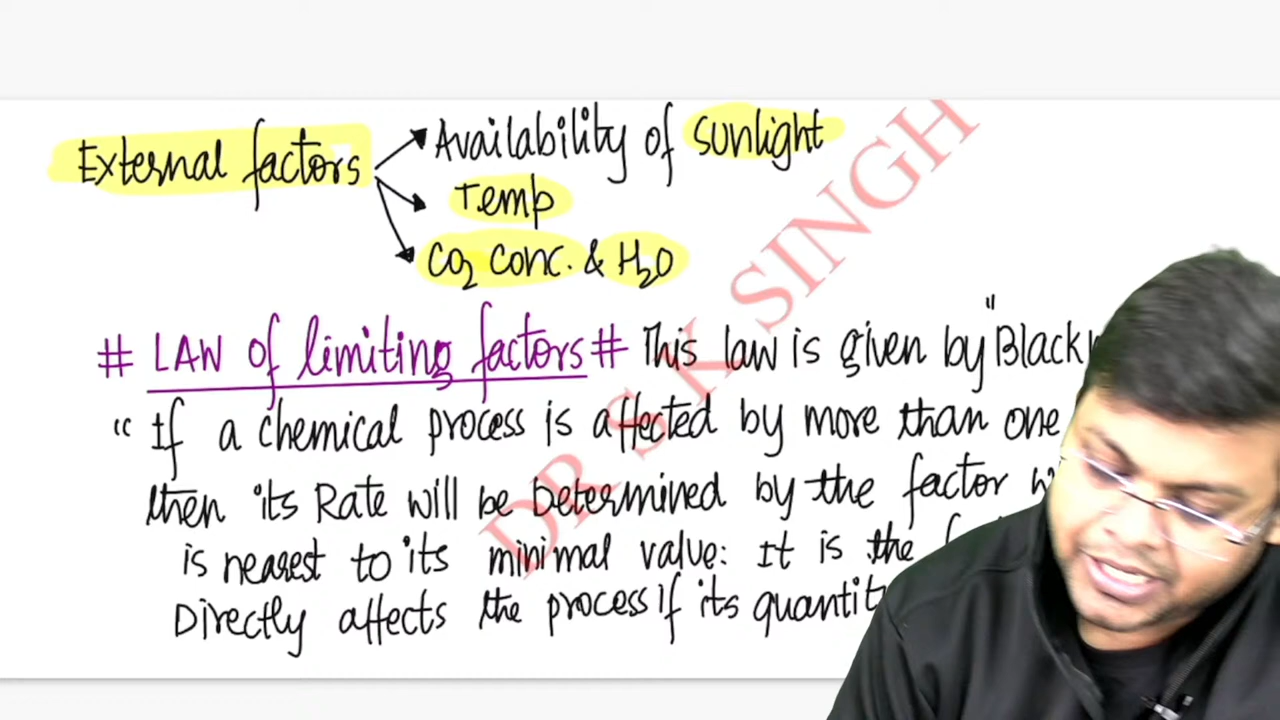 External factors
Availability of sunlight
Temp
CO2 conc. & H2O
# LAW of limiting factors # This law is given by "Black
"If a chemical process is affected by more than one
then its Rate will be Determined by the factor
is nearest to its minimal value: It is the
Directly affects the process if its
DR S K SINGH